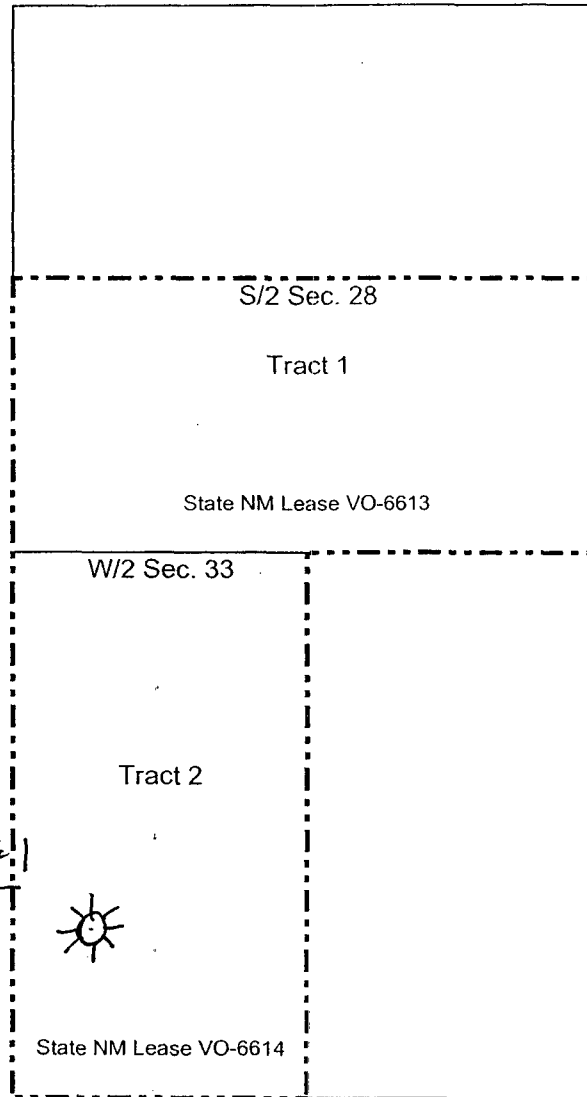 S/2 Sec. 28
Tract 1
State NM Lease VO-6613
W/2 Sec. 33
Tract 2
State NM Lease VO-6614